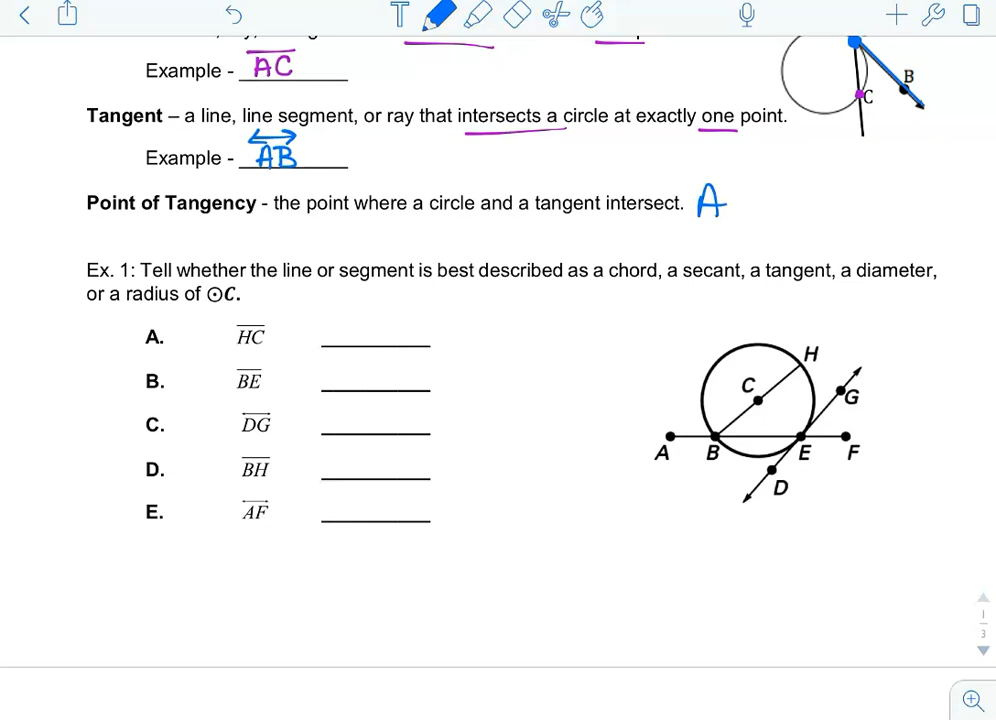 Example - AC
Tangent – a line, line segment, or ray that intersects a circle at exactly one point.
Example - AB
Point of Tangency - the point where a circle and a tangent intersect. A
Ex. 1: Tell whether the line or segment is best described as a chord, a secant, a tangent, a diameter,
or a radius of ⊙C.
A. HC
B. BE
C. DG
D. BH
E. AF
B
C
H
C
G
A B E F
D
1
3
T